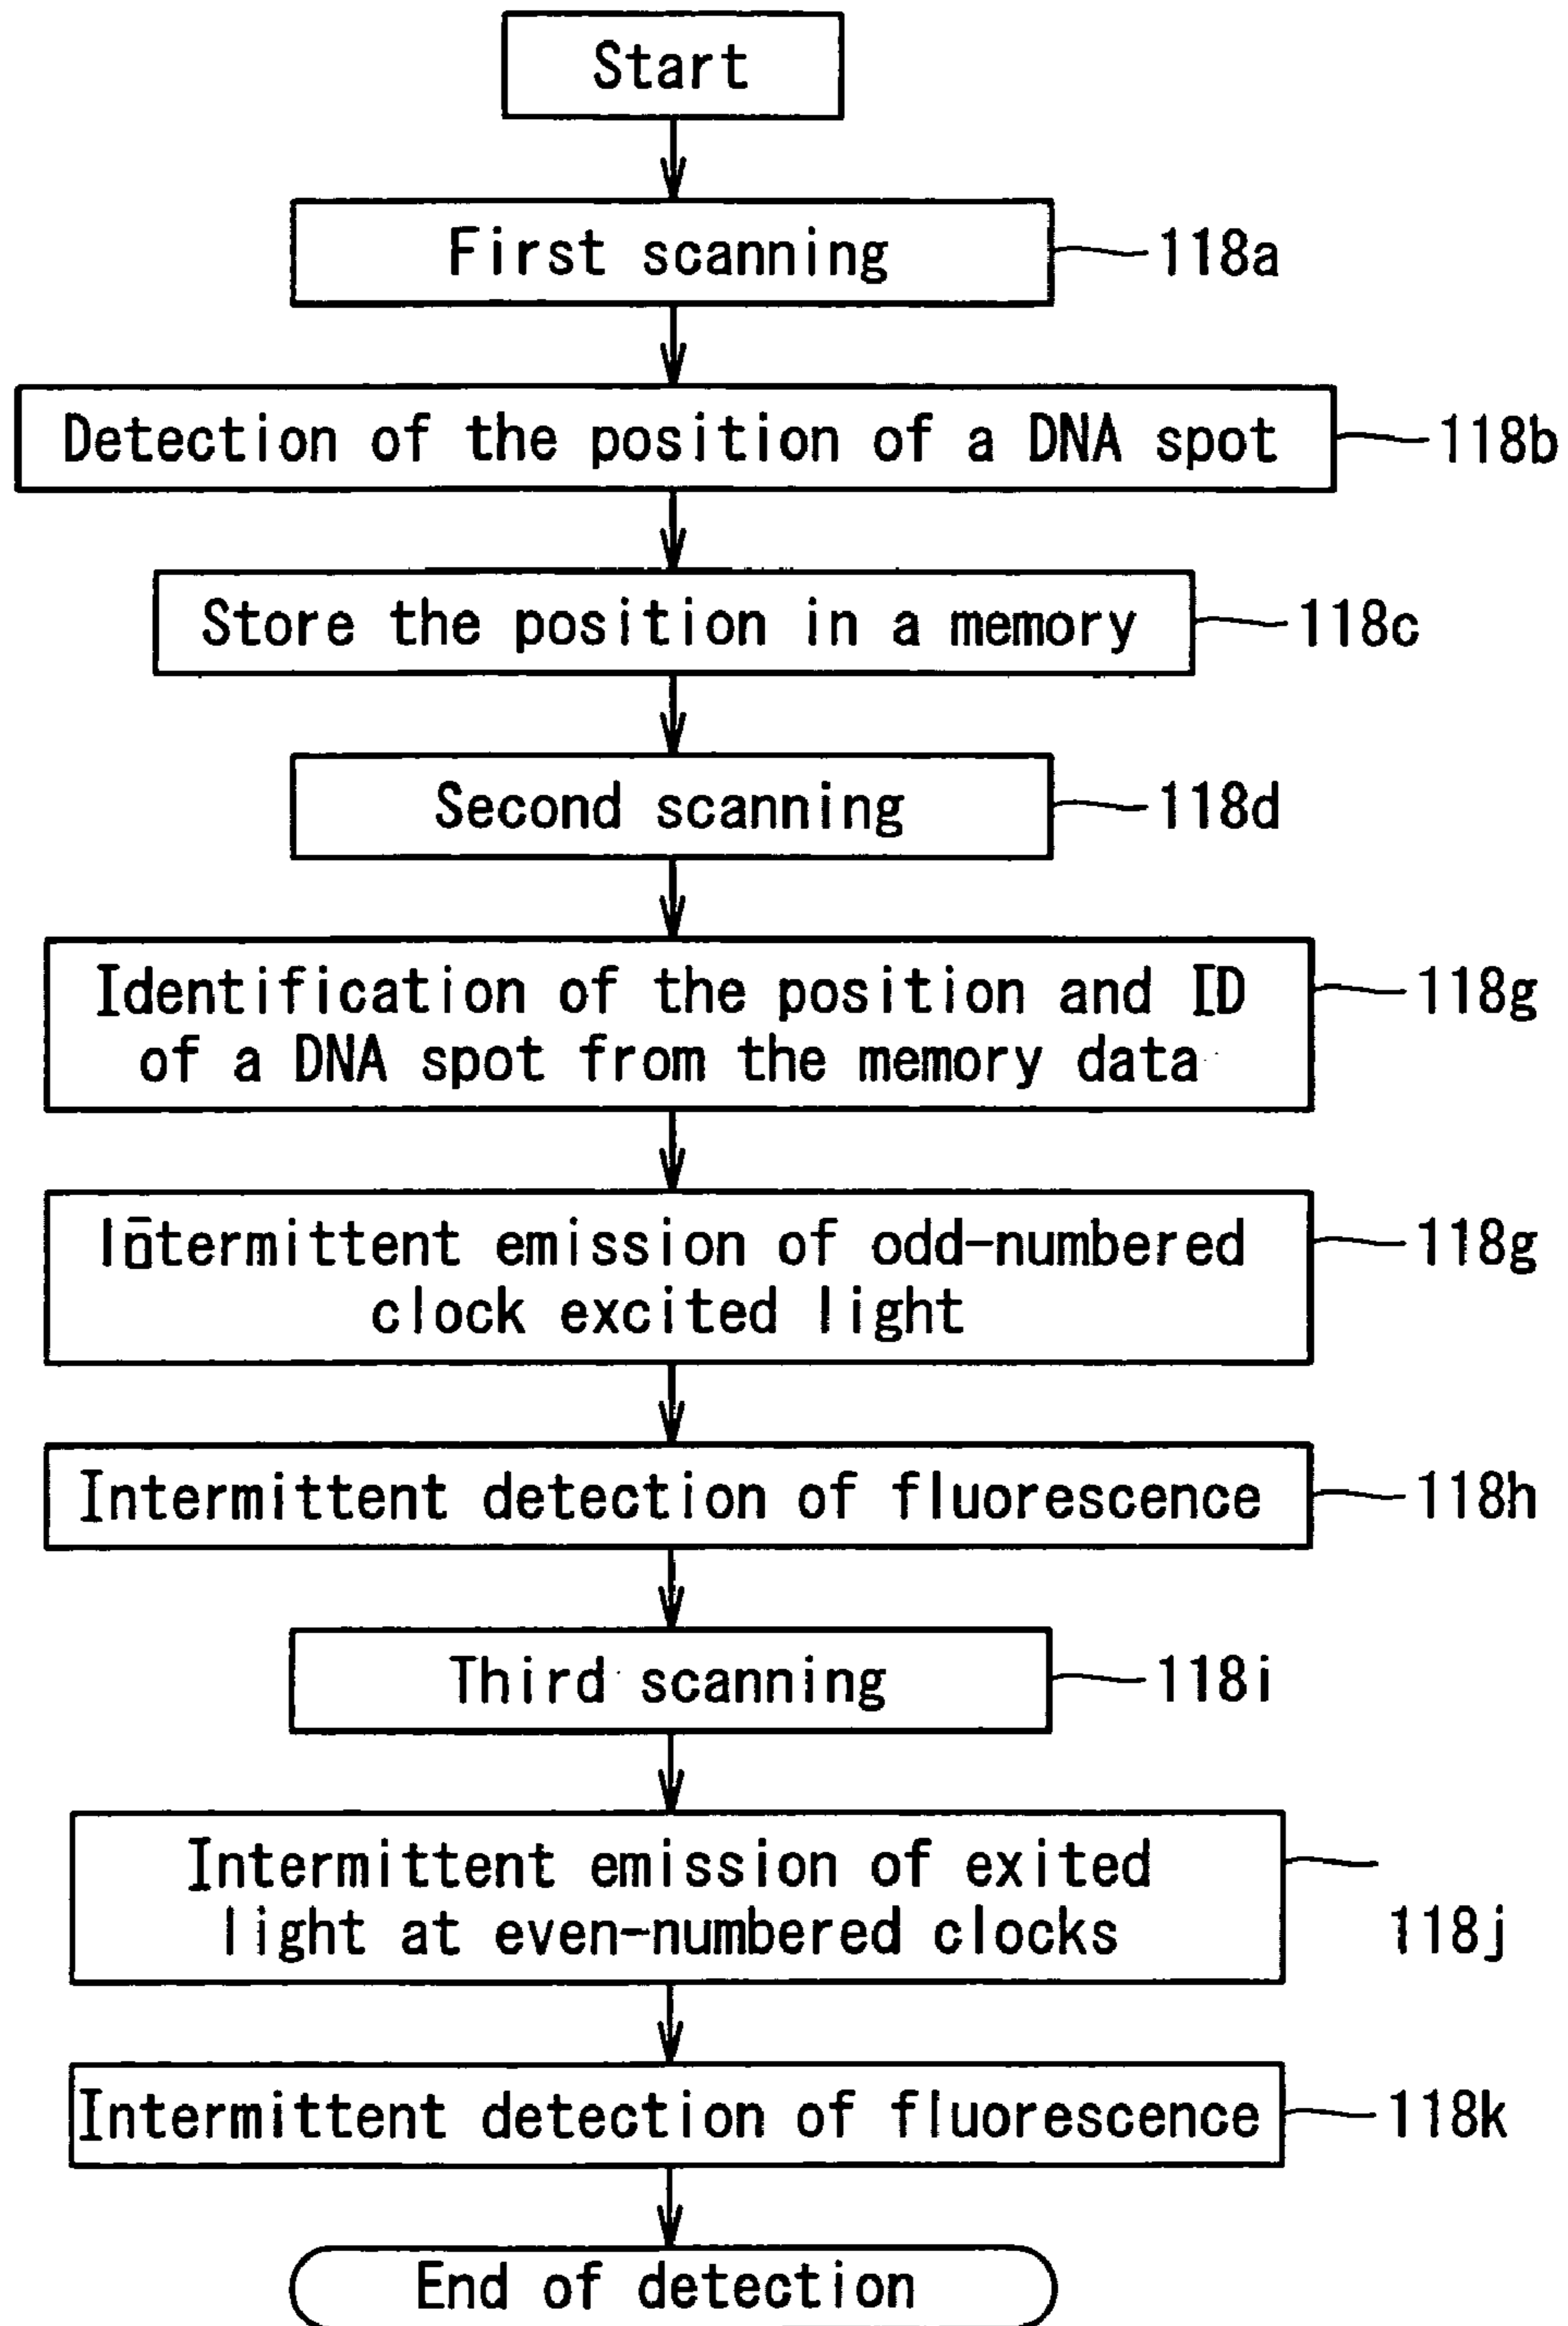 Start
First scanning
118a
Detection of the position of a DNA spot
118b
Store the position in a memory
118c
Second scanning
118d
Identification of the position and ID
of a DNA spot from the memory data
118g
Intermittent emission of odd-numbered
clock excited light
118g
Intermittent detection of fluorescence
118h
Third scanning
118i
Intermittent emission of exited
light at even-numbered clocks
118j
Intermittent detection of fluorescence
118k
End of detection